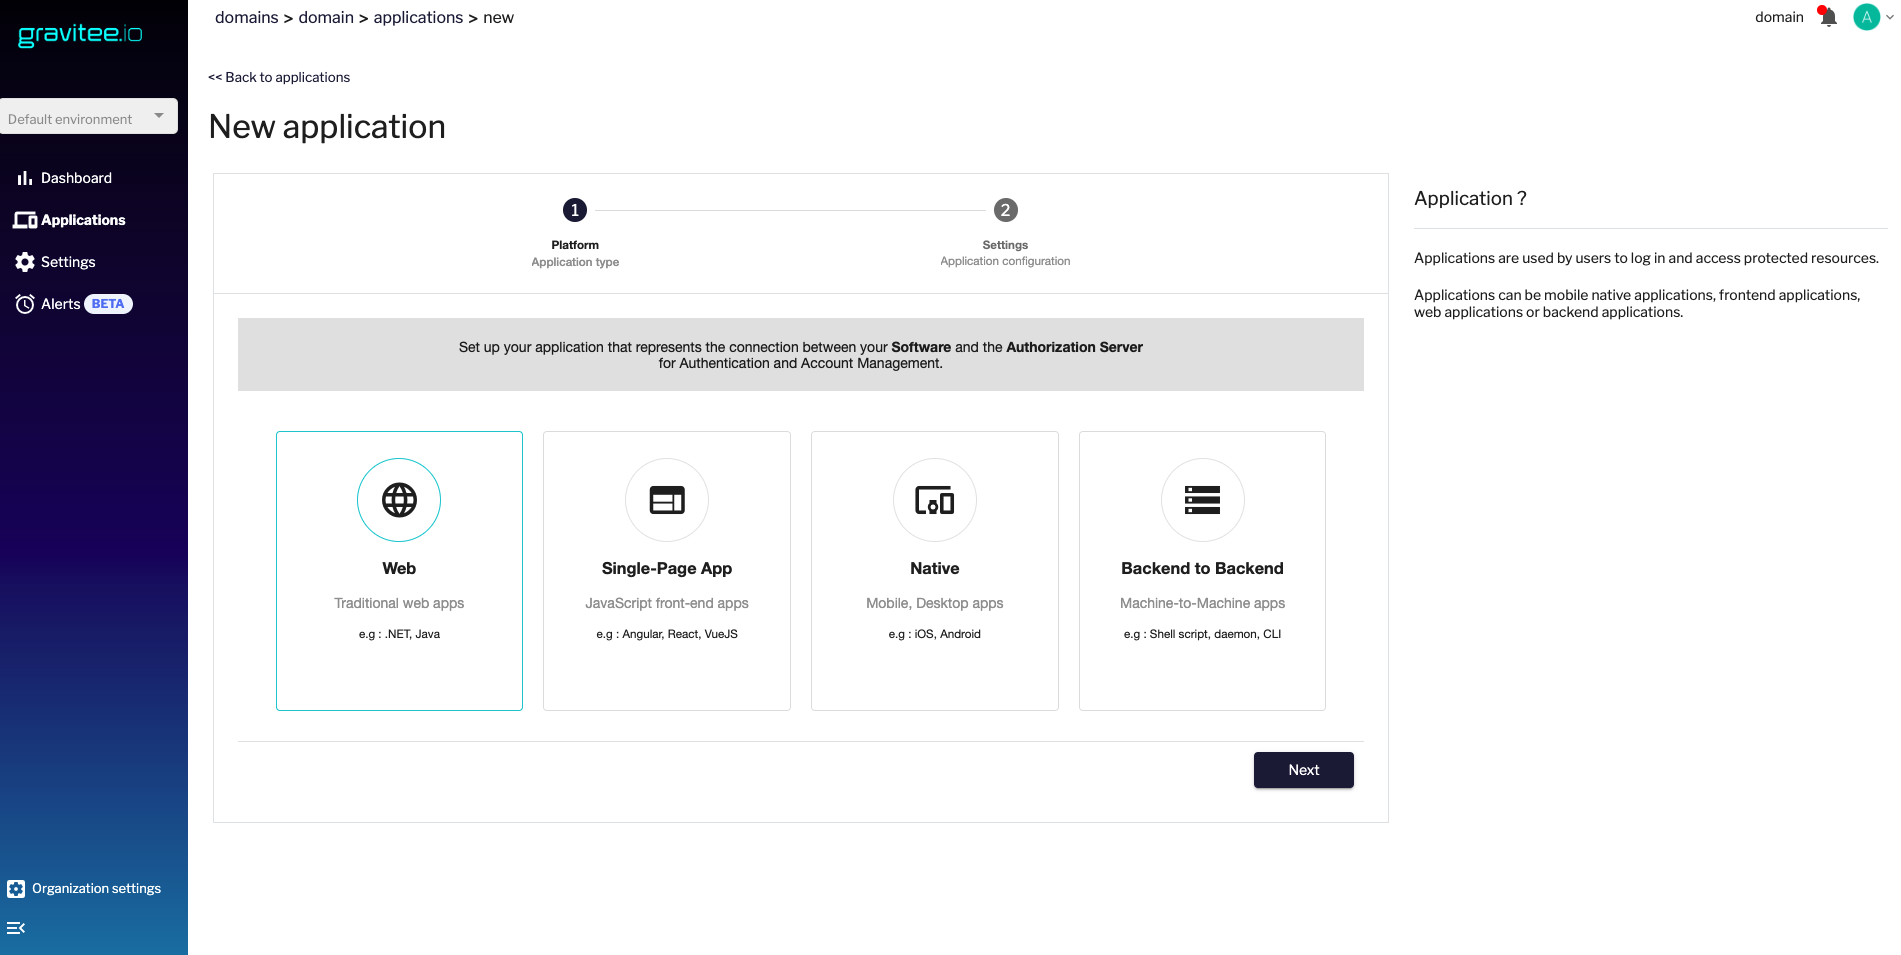 gravitee.io
domains > domain > applications > new
domain
A
<< Back to applications
Default environment
New application
Dashboard
Applications
Settings
Alerts BETA
1
2
Platform
Application type
Settings
Application configuration
Set up your application that represents the connection between your Software and the Authorization Server
for Authentication and Account Management.
Web
Traditional web apps
e.g : .NET, Java
Single-Page App
JavaScript front-end apps
e.g : Angular, React, VueJS
Native
Mobile, Desktop apps
e.g : iOS, Android
Backend to Backend
Machine-to-Machine apps
e.g : Shell script, daemon, CLI
Next
Application ?
Applications are used by users to log in and access protected resources.
Applications can be mobile native applications, frontend applications,
web applications or backend applications.
Organization settings